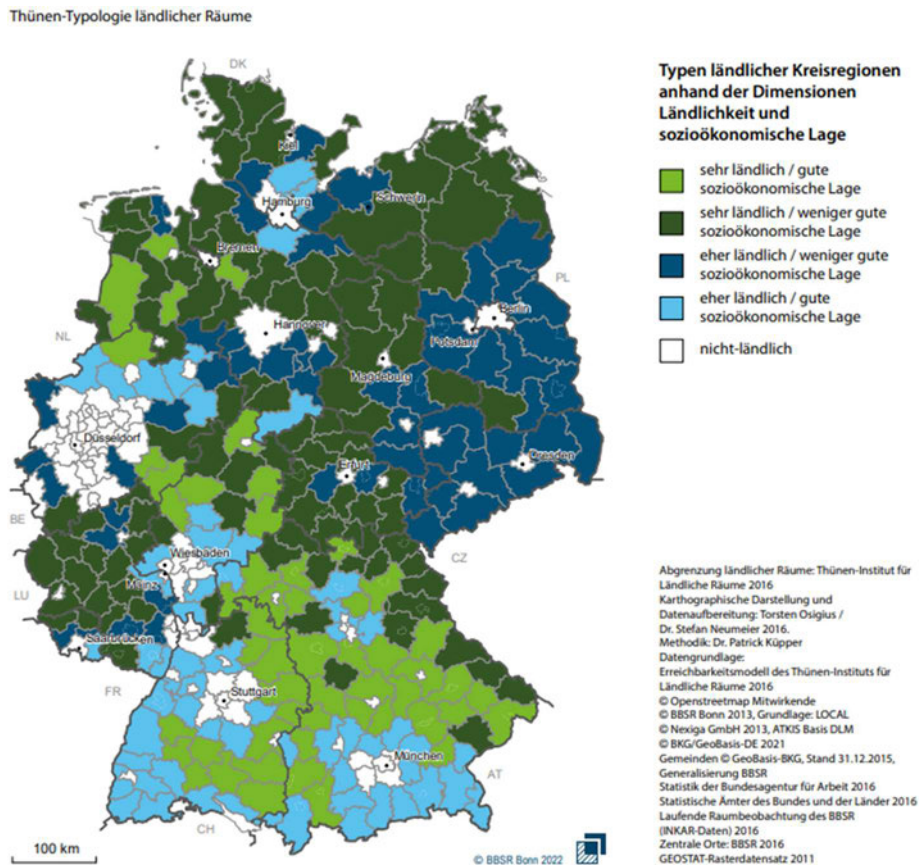 Thünen-Typologie ländlicher Räume
DK
Kiel
Hamburg
Schwerin
Bremen
PL
Berlin
NL
Hannover
Potsdam
Magdeburg
Düsseldorf
Erfurt
Dresden
BE
CZ
Wiesbaden
LU
Mainz
Saarbrücken
FR
Stuttgart
München
AT
CH
100 km
© BBSR Bonn 2022
Typen ländlicher Kreisregionen
anhand der Dimensionen
Ländlichkeit und
sozioökonomische Lage
sehr ländlich / gute
sozioökonomische Lage
sehr ländlich / weniger gute
sozioökonomische Lage
eher ländlich / weniger gute
sozioökonomische Lage
eher ländlich / gute
sozioökonomische Lage
nicht-ländlich
Abgrenzung ländlicher Räume: Thünen-Institut für
Ländliche Räume 2016
Karthographische Darstellung und
Datenaufbereitung: Torsten Osigius /
Dr. Stefan Neumeier 2016.
Methodik: Dr. Patrick Küpper
Datengrundlage:
Erreichbarkeitsmodell des Thünen-Instituts für
Ländliche Räume 2016
© Openstreetmap Mitwirkende
© BBSR Bonn 2013, Grundlage: LOCAL
© Nexiga GmbH 2013, ATKIS Basis DLM
© BKG/GeoBasis-DE 2021
Gemeinden © GeoBasis-BKG, Stand 31.12.2015,
Generalisierung BBSR
Statistik der Bundesagentur für Arbeit 2016
Statistische Ämter des Bundes und der Länder 2016
Laufende Raumbeobachtung des BBSR
(INKAR-Daten) 2016
Zentrale Orte: BBSR 2016
GEOSTAT-Rasterdatensatz 2011